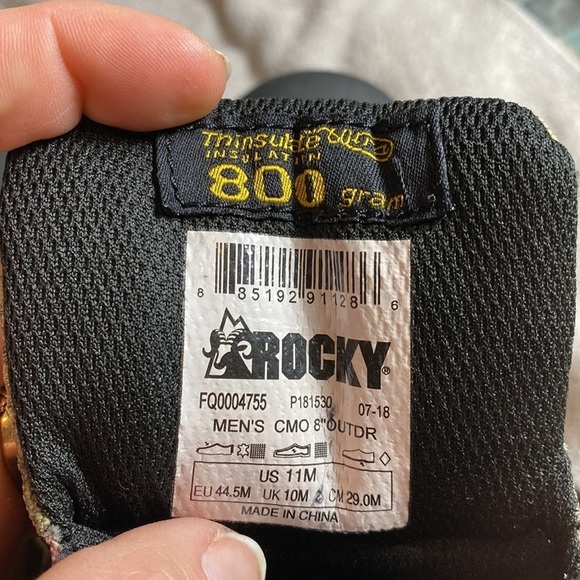 Thinsulate
INSULATION
800 gram
8 85192 91128 6
ROCKY®
FQ0004755 P181530 07-18
MEN'S CMO 8" OUTDR
US 11M
EU 44.5M UK 10M CM 29.0M
MADE IN CHINA